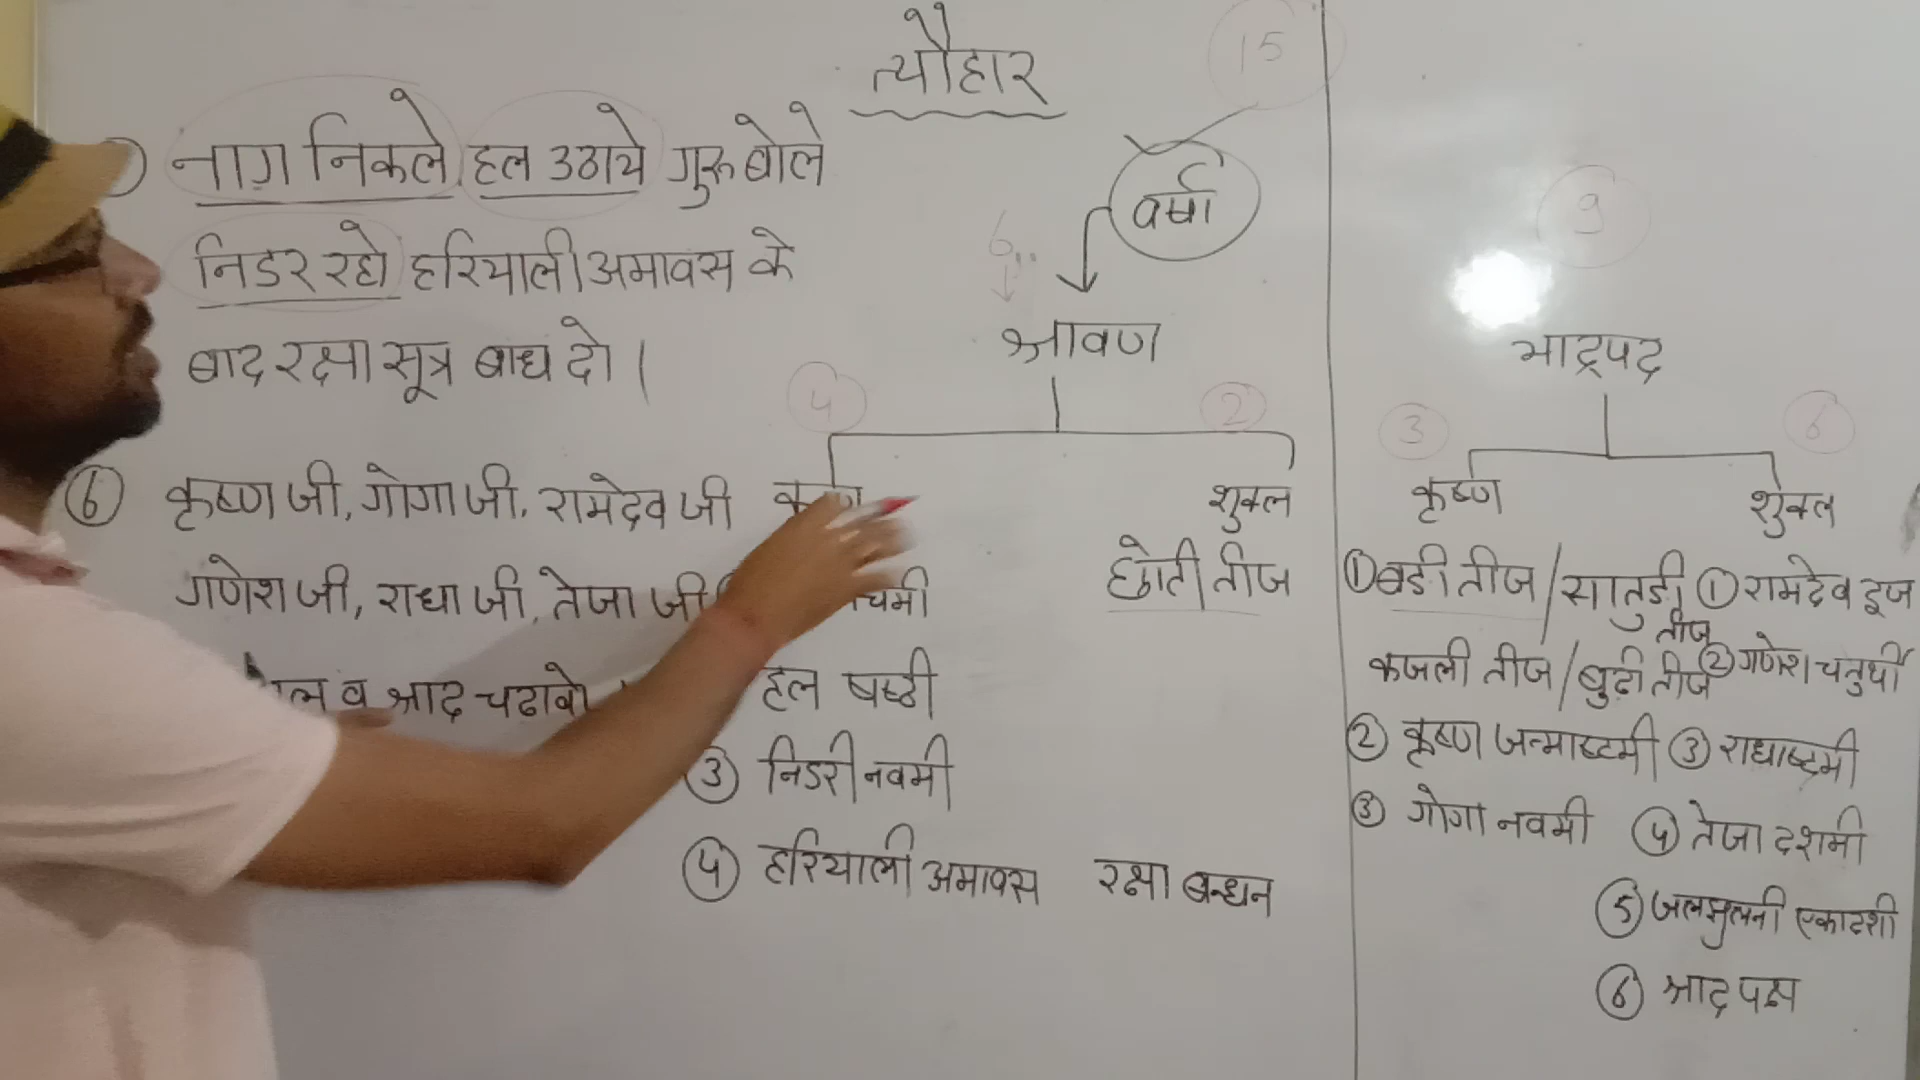 त्यौहार
15
नाग निकले हल उठाये गुरू बोले
निडर रहो हरियाली अमावस के
बाद रक्षा सूत्र बाध दो।
6 कृष्ण जी, गोगा जी, रामदेव जी
गणेश जी, राधा जी, तेजा जी
व श्राद चढावो
वर्षा
6
श्रावण
4
2
कृष्ण
शुक्ल
चमी
छोटी तीज
हल षष्ठी
3 निडरी नवमी
4 हरियाली अमावस
रक्षा बन्धन
9
भाद्रपद
3
6
कृष्ण
शुक्ल
1 बडी तीज / सातुडी तीज
कजली तीज / बुढी तीज
2 कृष्ण जन्माष्टमी
3 गोगा नवमी
1 रामदेव दूज
2 गणेश चतुर्थी
3 राधाष्टमी
4 तेजा दशमी
5 जलझुलनी एकादशी
6 श्राद पक्ष